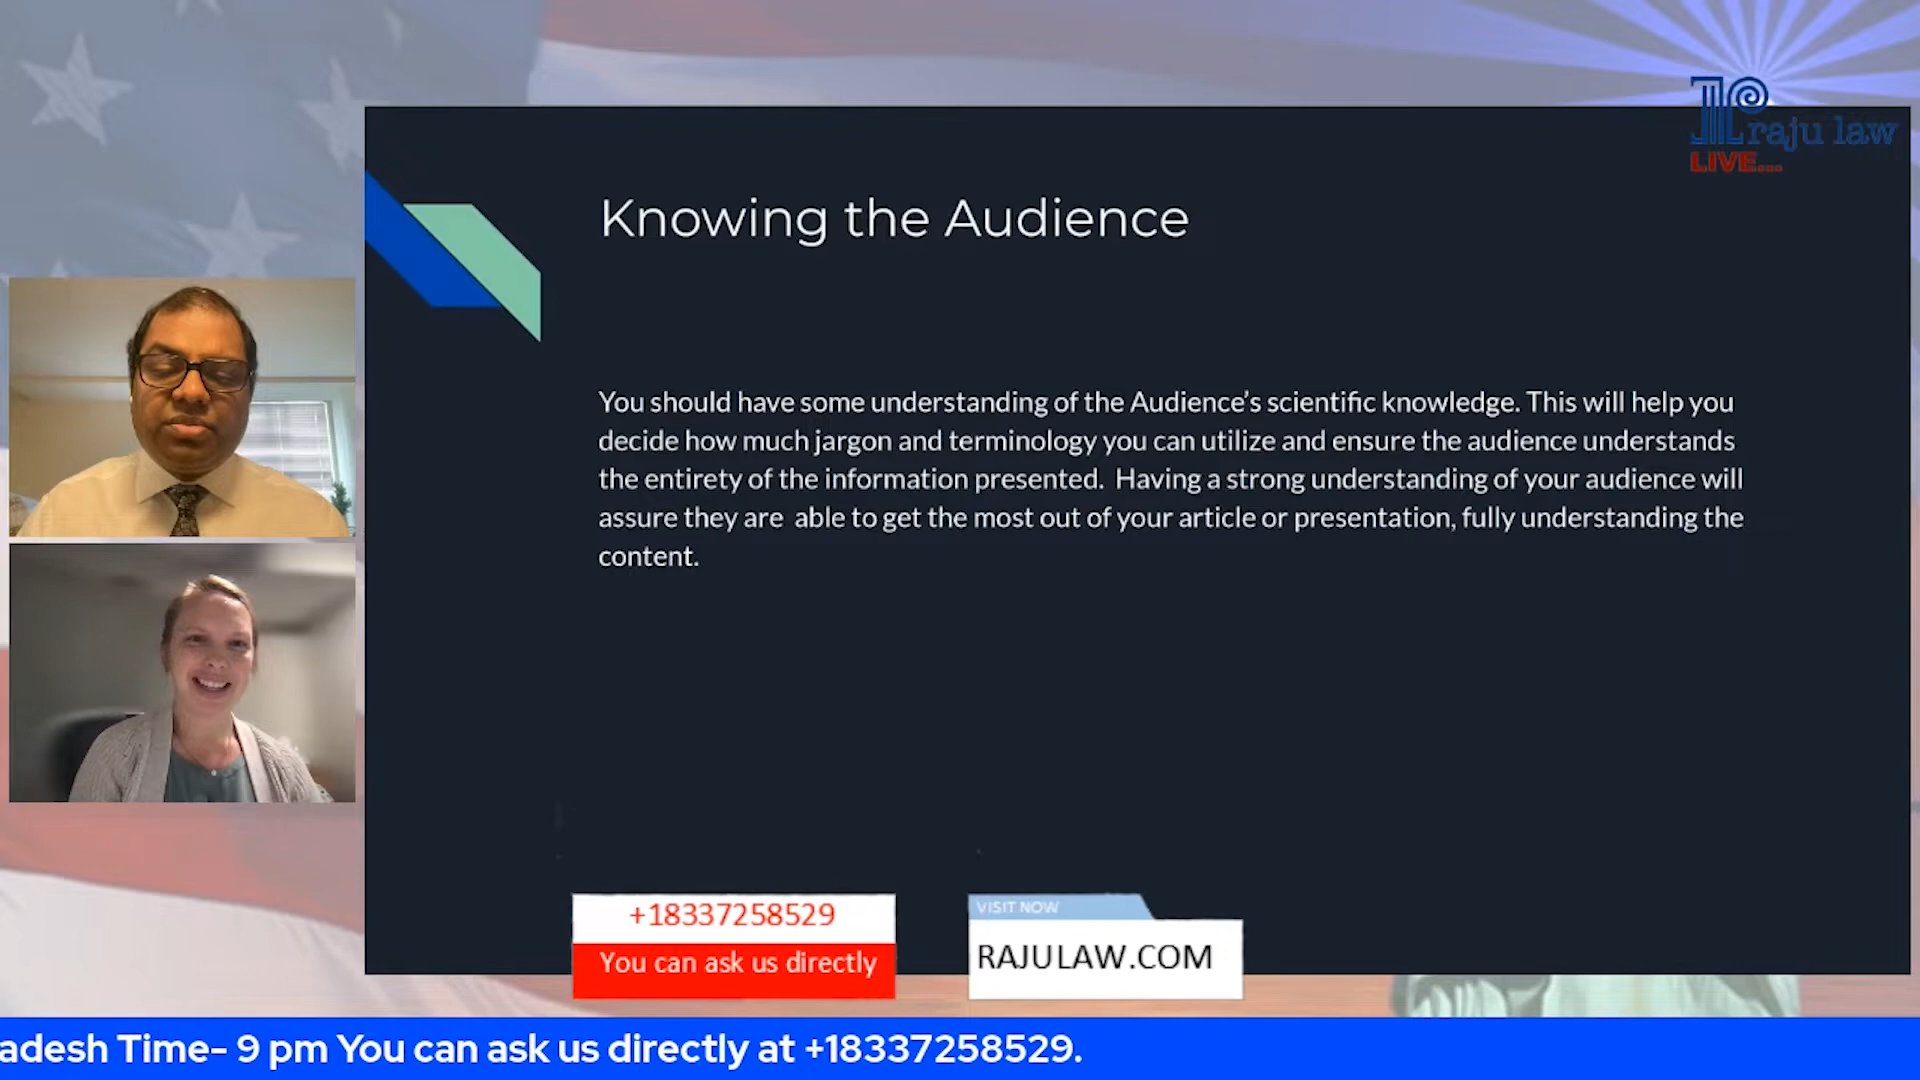 raju law
LIVE...
Knowing the Audience
You should have some understanding of the Audience's scientific knowledge. This will help you
decide how much jargon and terminology you can utilize and ensure the audience understands
the entirety of the information presented. Having a strong understanding of your audience will
assure they are able to get the most out of your article or presentation, fully understanding the
content.
+18337258529
You can ask us directly
VISIT NOW
RAJULAW.COM
adesh Time- 9 pm You can ask us directly at +18337258529.